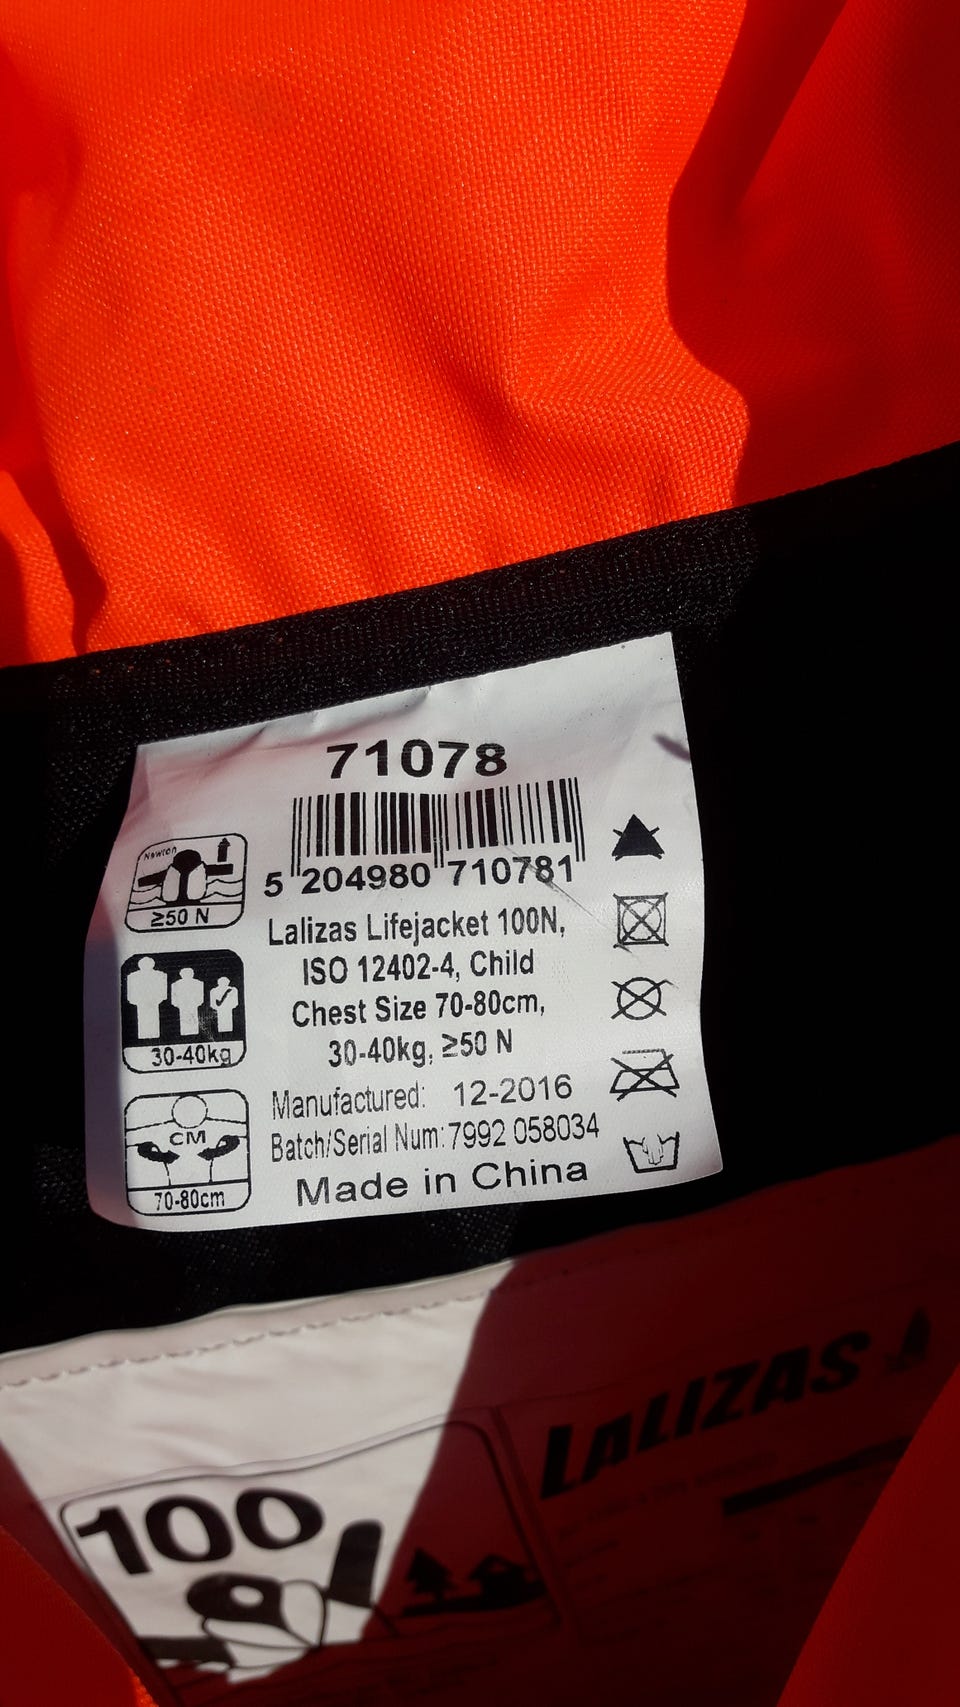 71078
5 204980 710781
Newton
≥50 N
Lalizas Lifejacket 100N,
ISO 12402-4, Child
Chest Size 70-80cm,
30-40kg, ≥50 N
30-40kg
Manufactured: 12-2016
Batch/Serial Num: 7992 058034
Made in China
CM
70-80cm
LALIZAS
100